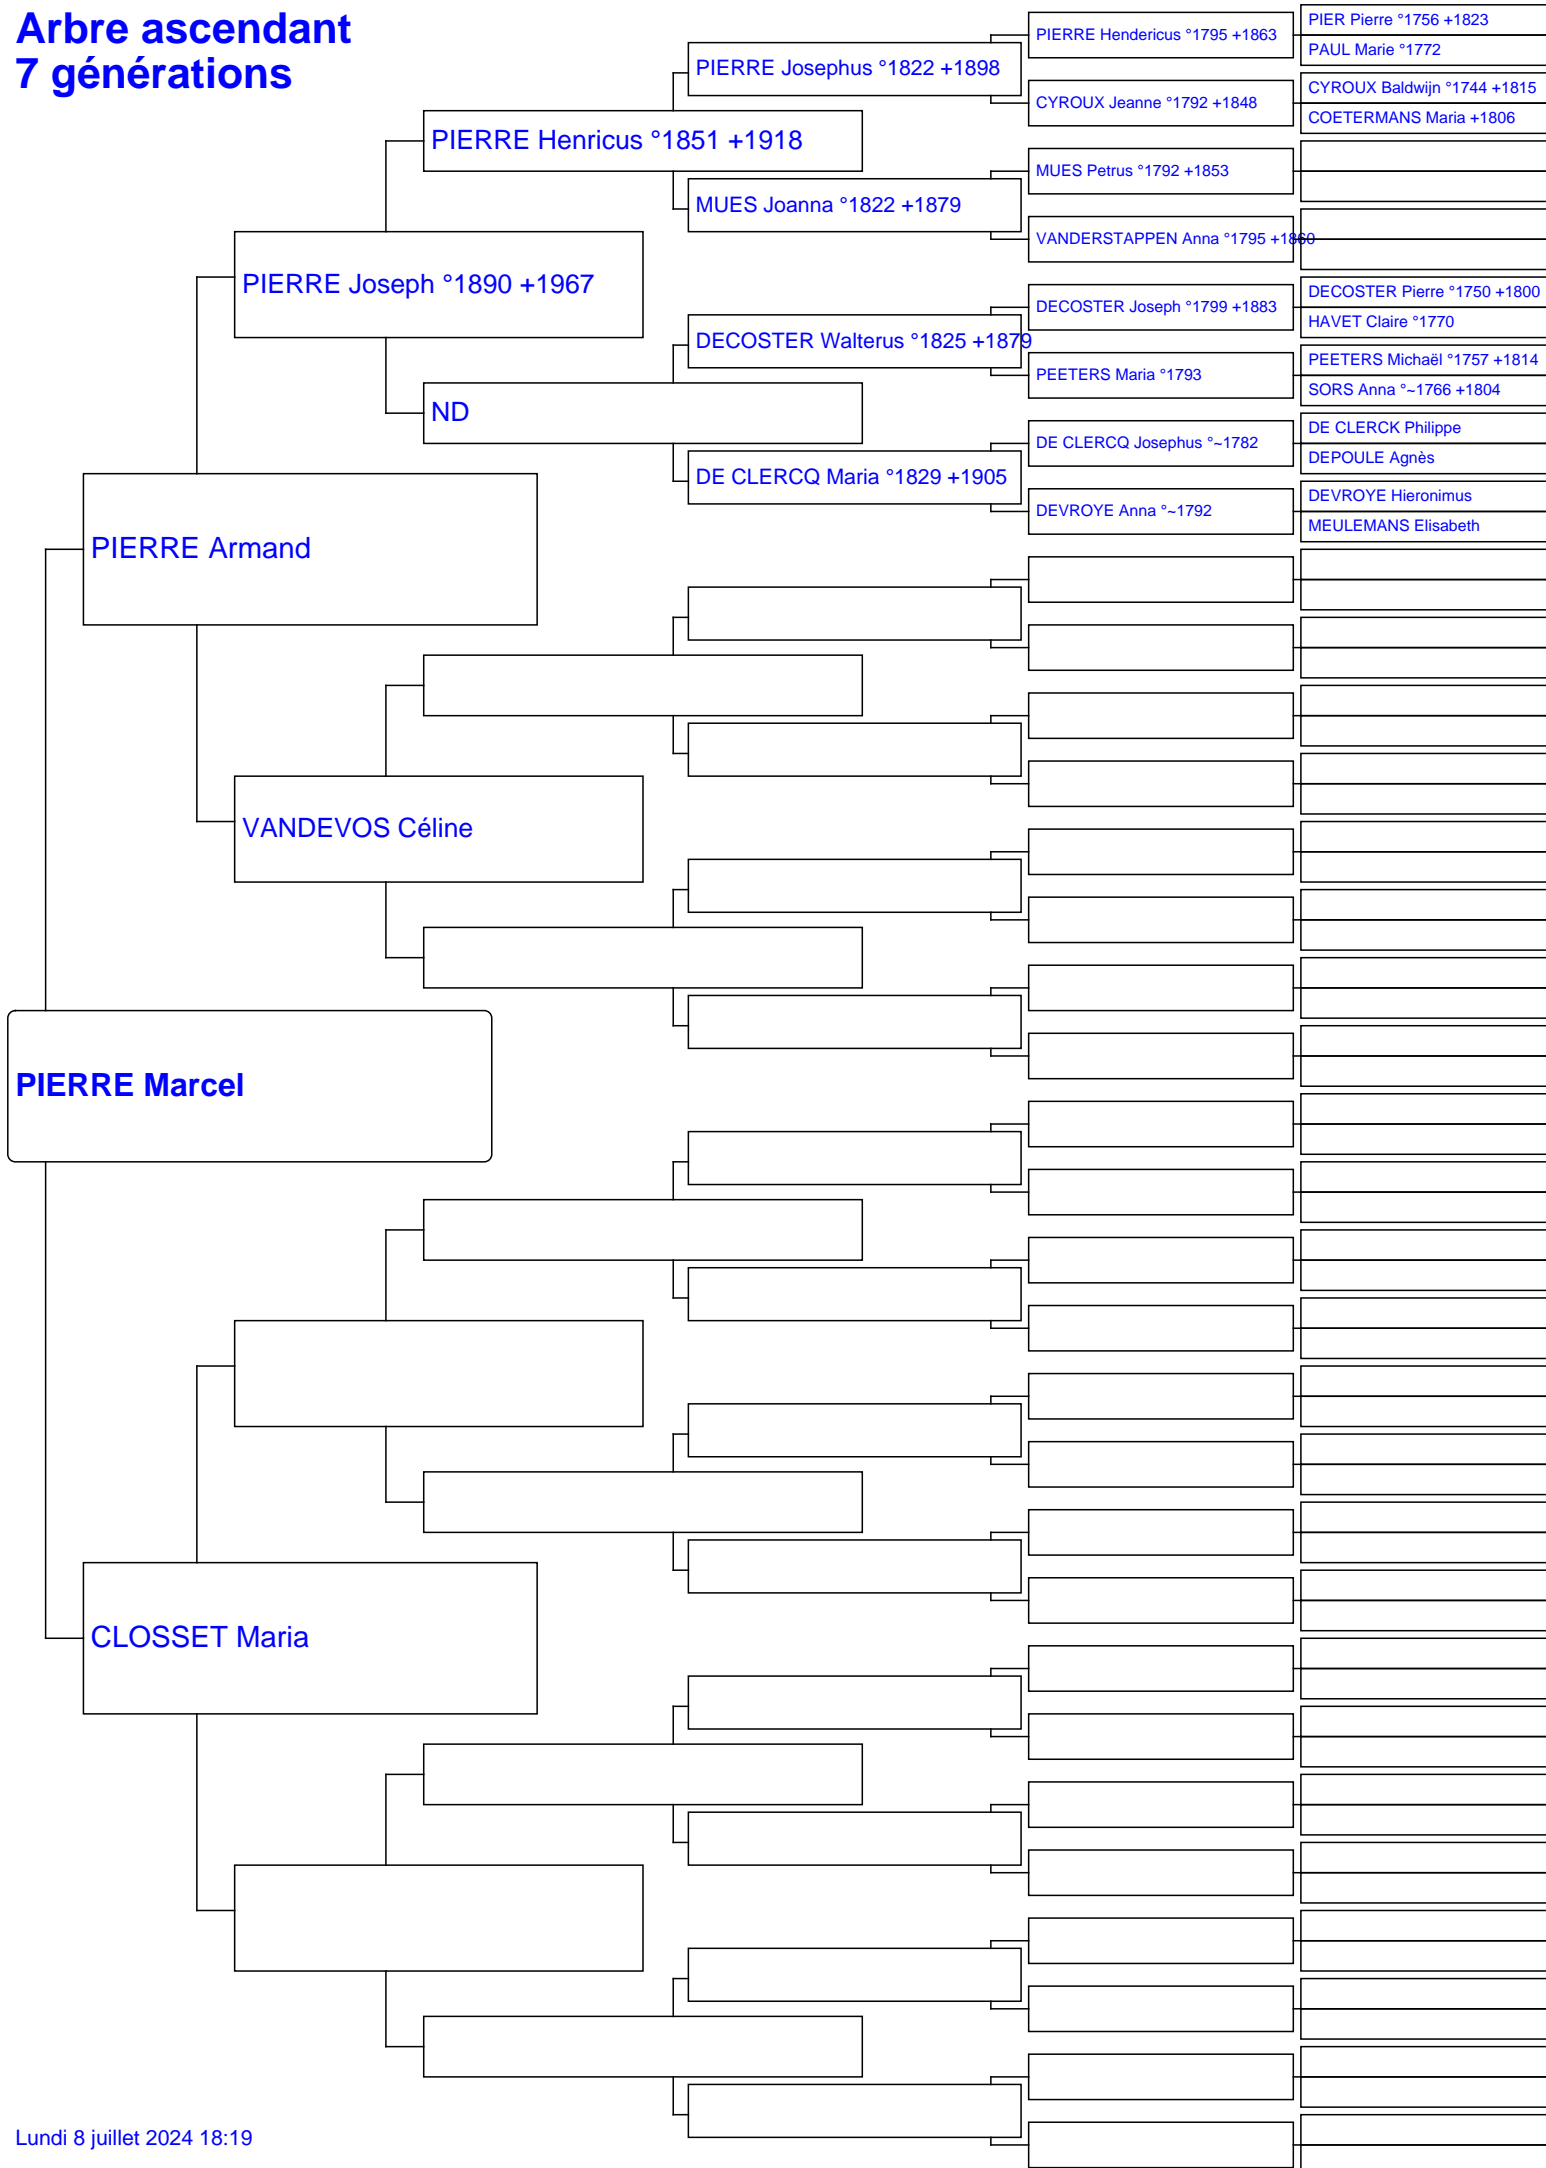 Arbre ascendant
7 générations
PIERRE Marcel
PIERRE Armand
CLOSSET Maria
PIERRE Joseph °1890 +1967
VANDEVOS Céline
PIERRE Henricus °1851 +1918
ND
PIERRE Josephus °1822 +1898
MUES Joanna °1822 +1879
DECOSTER Walterus °1825 +1879
DE CLERCQ Maria °1829 +1905
PIERRE Hendericus °1795 +1863
CYROUX Jeanne °1792 +1848
MUES Petrus °1792 +1853
VANDERSTAPPEN Anna °1795 +1860
DECOSTER Joseph °1799 +1883
PEETERS Maria °1793
DE CLERCQ Josephus °~1782
DEVROYE Anna °~1792
PIER Pierre °1756 +1823
PAUL Marie °1772
CYROUX Baldwijn °1744 +1815
COETERMANS Maria +1806
DECOSTER Pierre °1750 +1800
HAVET Claire °1770
PEETERS Michaël °1757 +1814
SORS Anna °~1766 +1804
DE CLERCK Philippe
DEPOULE Agnès
DEVROYE Hieronimus
MEULEMANS Elisabeth
Lundi 8 juillet 2024 18:19